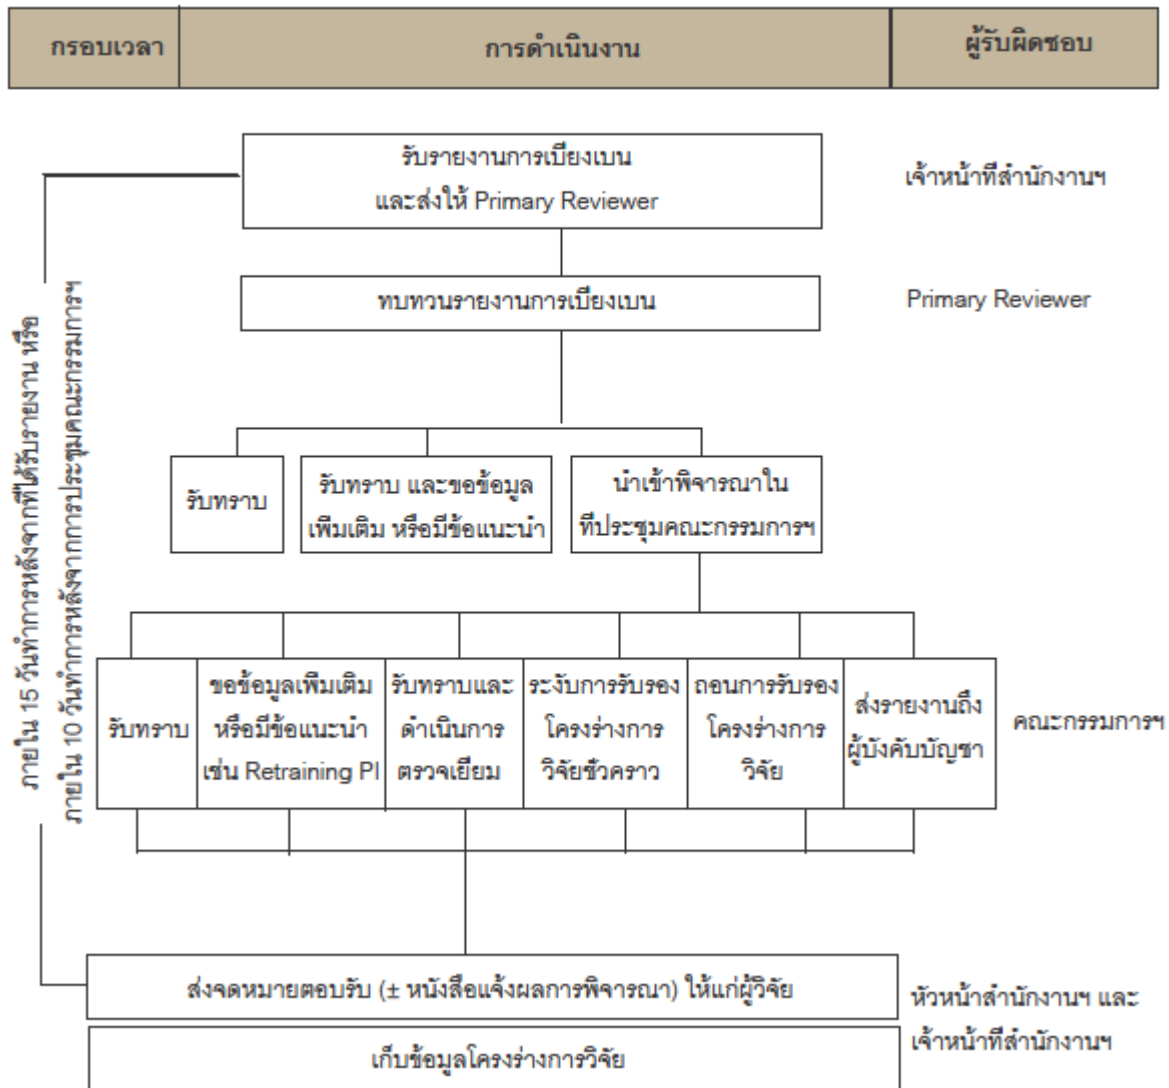 กรอบเวลา
การดำเนินงาน
ผู้รับผิดชอบ
รับรายงานการเบี่ยงเบน
และส่งให้ Primary Reviewer
เจ้าหน้าที่สำนักงานฯ
ทบทวนรายงานการเบี่ยงเบน
Primary Reviewer
ภายใน 15 วันทำการหลังจากที่ได้รับรายงาน หรือ
ภายใน 10 วันทำการหลังจากการประชุมคณะกรรมการฯ
รับทราบ
รับทราบ และขอข้อมูล
เพิ่มเติม หรือมีข้อแนะนำ
นำเข้าพิจารณาใน
ที่ประชุมคณะกรรมการฯ
รับทราบ
ขอข้อมูลเพิ่มเติม
หรือมีข้อแนะนำ
เช่น Retraining PI
รับทราบและ
ดำเนินการ
ตรวจเยี่ยม
ระงับการรับรอง
โครงร่างการ
วิจัยชั่วคราว
ถอนการรับรอง
โครงร่างการ
วิจัย
ส่งรายงานถึง
ผู้บังคับบัญชา
คณะกรรมการฯ
ส่งจดหมายตอบรับ (± หนังสือแจ้งผลการพิจารณา) ให้แก่ผู้วิจัย
หัวหน้าสำนักงานฯ และ
เจ้าหน้าที่สำนักงานฯ
เก็บข้อมูลโครงร่างการวิจัย